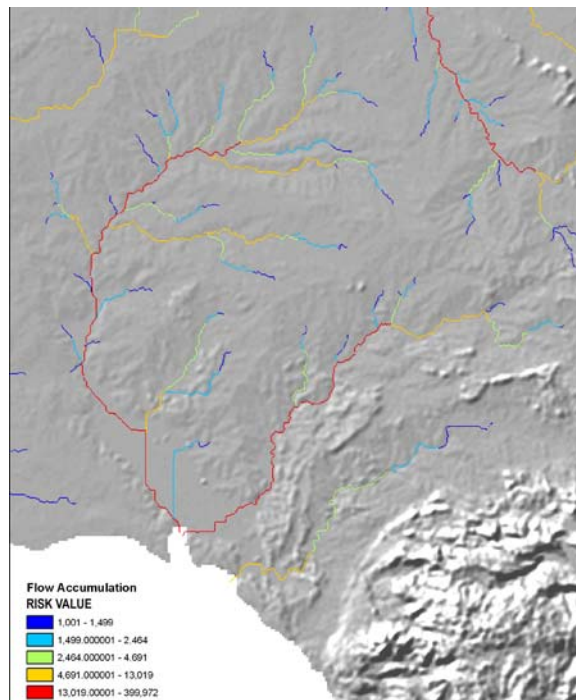 Flow Accumulation
RISK VALUE
1,001 - 1,499
1,499.000001 - 2.464
2,464.000001 - 4.691
4,691.000001 - 13,019
13,019.00001 - 399,972